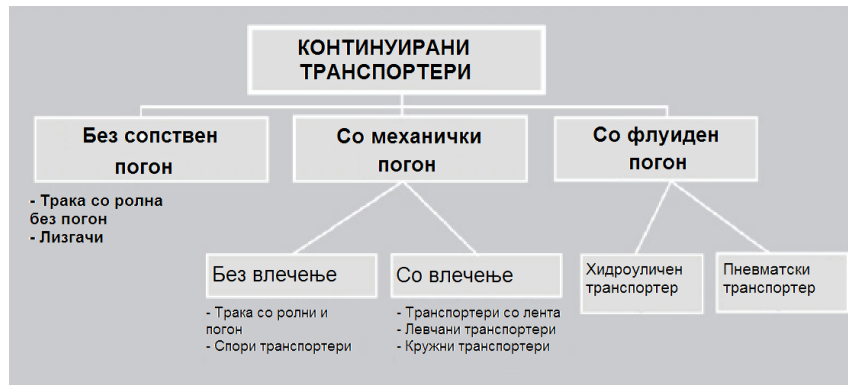 КОНТИНУИРАНИ
ТРАНСПОРТЕРИ
Без сопствен
погон
- Трака со ролна
без погон
- Лизгачи
Со механички
погон
Без влечење
- Трака со ролни и
погон
- Спори транспортери
Со влечење
- Транспортери со лента
- Левчани транспортери
- Кружни транспортери
Со флуиден
погон
Хидроуличен
транспортер
Пневматски
транспортер